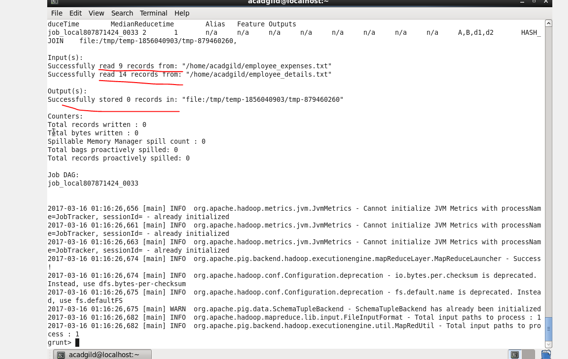 acadgild@localhost:~
File Edit View Search Terminal Help
duceTime MedianReducetime Alias Feature Outputs
job_local807871424_0033 2 1 n/a n/a n/a n/a n/a n/a A,B,d1,d2 HASH_
JOIN file:/tmp/temp-1856040903/tmp-879460260,
Input(s):
Successfully read 9 records from: "/home/acadgild/employee_expenses.txt"
Successfully read 14 records from: "/home/acadgild/employee_details.txt"
Output(s):
Successfully stored 0 records in: "file:/tmp/temp-1856040903/tmp-879460260"
Counters:
Total records written : 0
Total bytes written : 0
Spillable Memory Manager spill count : 0
Total bags proactively spilled: 0
Total records proactively spilled: 0
Job DAG:
job_local807871424_0033
2017-03-16 01:16:26,656 [main] INFO org.apache.hadoop.metrics.jvm.JvmMetrics - Cannot initialize JVM Metrics with processNam
e=JobTracker, sessionId= - already initialized
2017-03-16 01:16:26,661 [main] INFO org.apache.hadoop.metrics.jvm.JvmMetrics - Cannot initialize JVM Metrics with processNam
e=JobTracker, sessionId= - already initialized
2017-03-16 01:16:26,663 [main] INFO org.apache.hadoop.metrics.jvm.JvmMetrics - Cannot initialize JVM Metrics with processNam
e=JobTracker, sessionId= - already initialized
2017-03-16 01:16:26,674 [main] INFO org.apache.pig.backend.hadoop.executionengine.mapReduceLayer.MapReduceLauncher - Success
!
2017-03-16 01:16:26,674 [main] INFO org.apache.hadoop.conf.Configuration.deprecation - io.bytes.per.checksum is deprecated.
Instead, use dfs.bytes-per-checksum
2017-03-16 01:16:26,675 [main] INFO org.apache.hadoop.conf.Configuration.deprecation - fs.default.name is deprecated. Instea
d, use fs.defaultFS
2017-03-16 01:16:26,675 [main] WARN org.apache.pig.data.SchemaTupleBackend - SchemaTupleBackend has already been initialized
2017-03-16 01:16:26,682 [main] INFO org.apache.hadoop.mapreduce.lib.input.FileInputFormat - Total input paths to process : 1
2017-03-16 01:16:26,682 [main] INFO org.apache.pig.backend.hadoop.executionengine.util.MapRedUtil - Total input paths to pro
cess : 1
grunt>
acadgild@localhost:~